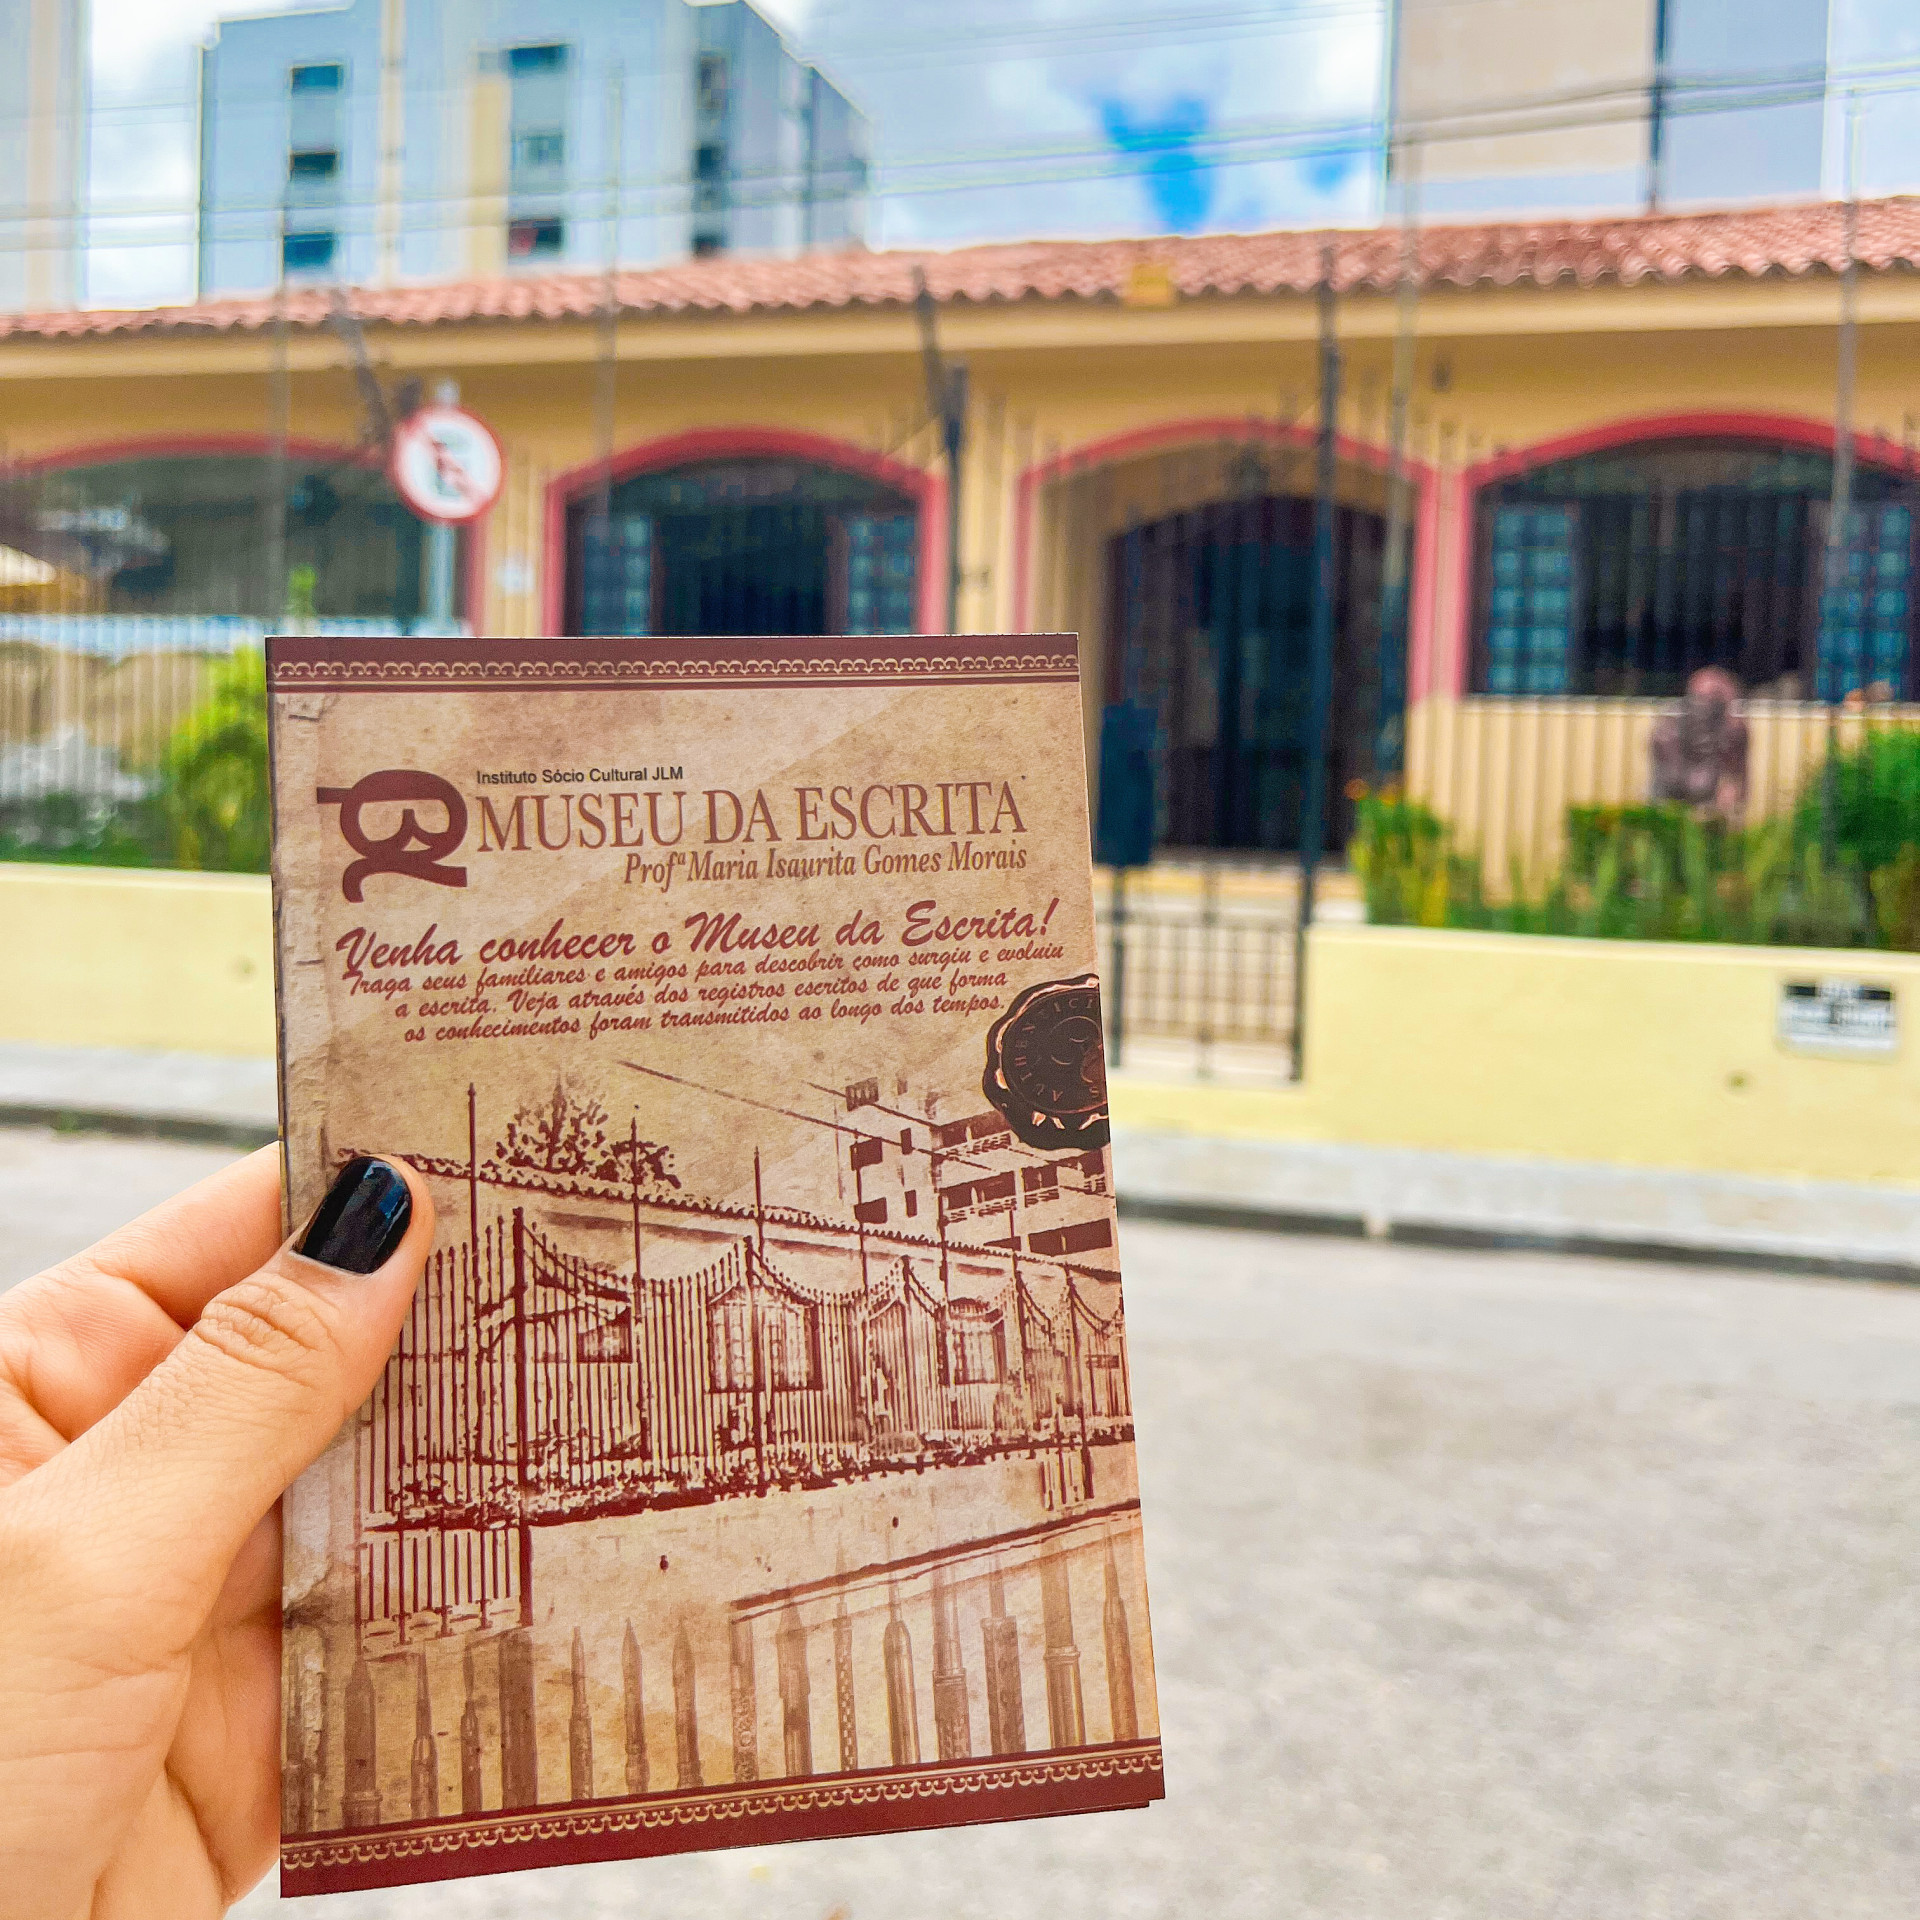 Instituto Sócio Cultural JLM
MUSEU DA ESCRITA
Profª Maria Isaurita Gomes Morais
Venha conhecer o Museu da Escrita!
Traga seus familiares e amigos para descobrir como surgiu e evoluiu
a escrita. Veja através dos registros escritos de que forma
os conhecimentos foram transmitidos ao longo dos tempos.